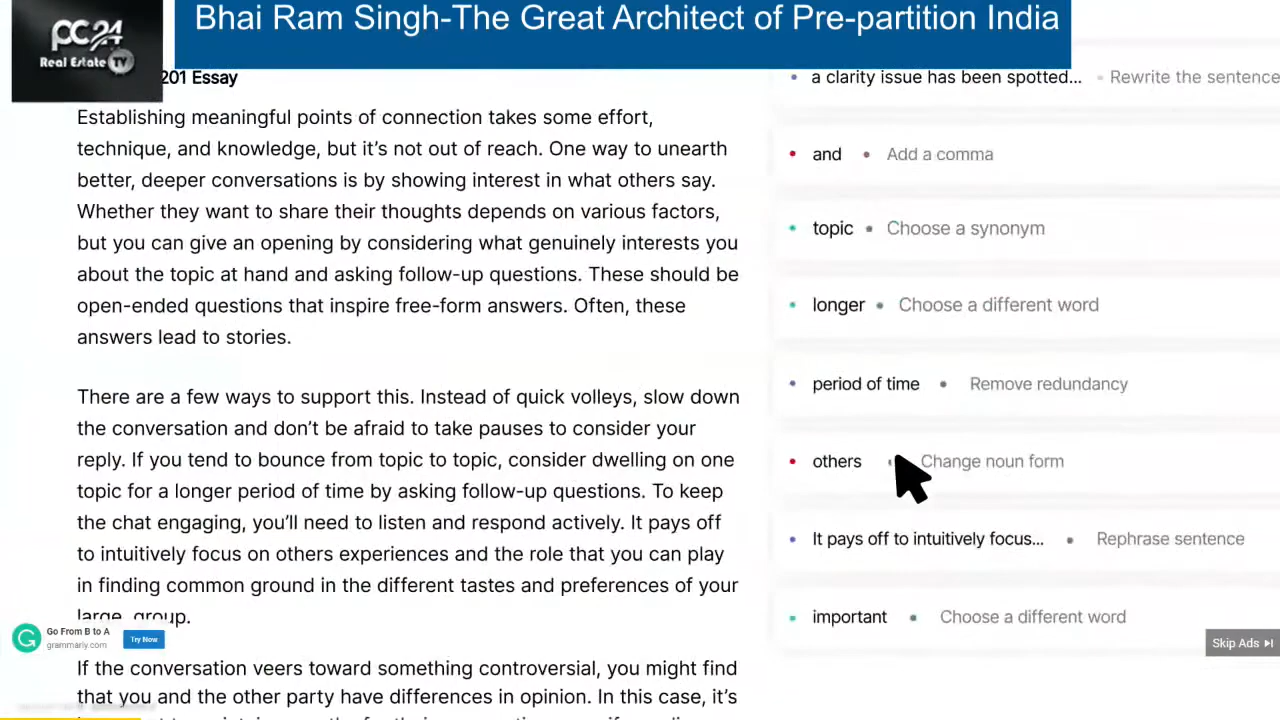 Bhai Ram Singh-The Great Architect of Pre-partition India
pc24
Real Estate TV
201 Essay
Establishing meaningful points of connection takes some effort,
technique, and knowledge, but it’s not out of reach. One way to unearth
better, deeper conversations is by showing interest in what others say.
Whether they want to share their thoughts depends on various factors,
but you can give an opening by considering what genuinely interests you
about the topic at hand and asking follow-up questions. These should be
open-ended questions that inspire free-form answers. Often, these
answers lead to stories.
There are a few ways to support this. Instead of quick volleys, slow down
the conversation and don’t be afraid to take pauses to consider your
reply. If you tend to bounce from topic to topic, consider dwelling on one
topic for a longer period of time by asking follow-up questions. To keep
the chat engaging, you’ll need to listen and respond actively. It pays off
to intuitively focus on others experiences and the role that you can play
in finding common ground in the different tastes and preferences of your
large group.
If the conversation veers toward something controversial, you might find
that you and the other party have differences in opinion. In this case, it’s
a clarity issue has been spotted... • Rewrite the sentence
and • Add a comma
topic • Choose a synonym
longer • Choose a different word
period of time • Remove redundancy
others • Change noun form
It pays off to intuitively focus... • Rephrase sentence
important • Choose a different word
Go From B to A
grammarly.com
Try Now
Skip Ads